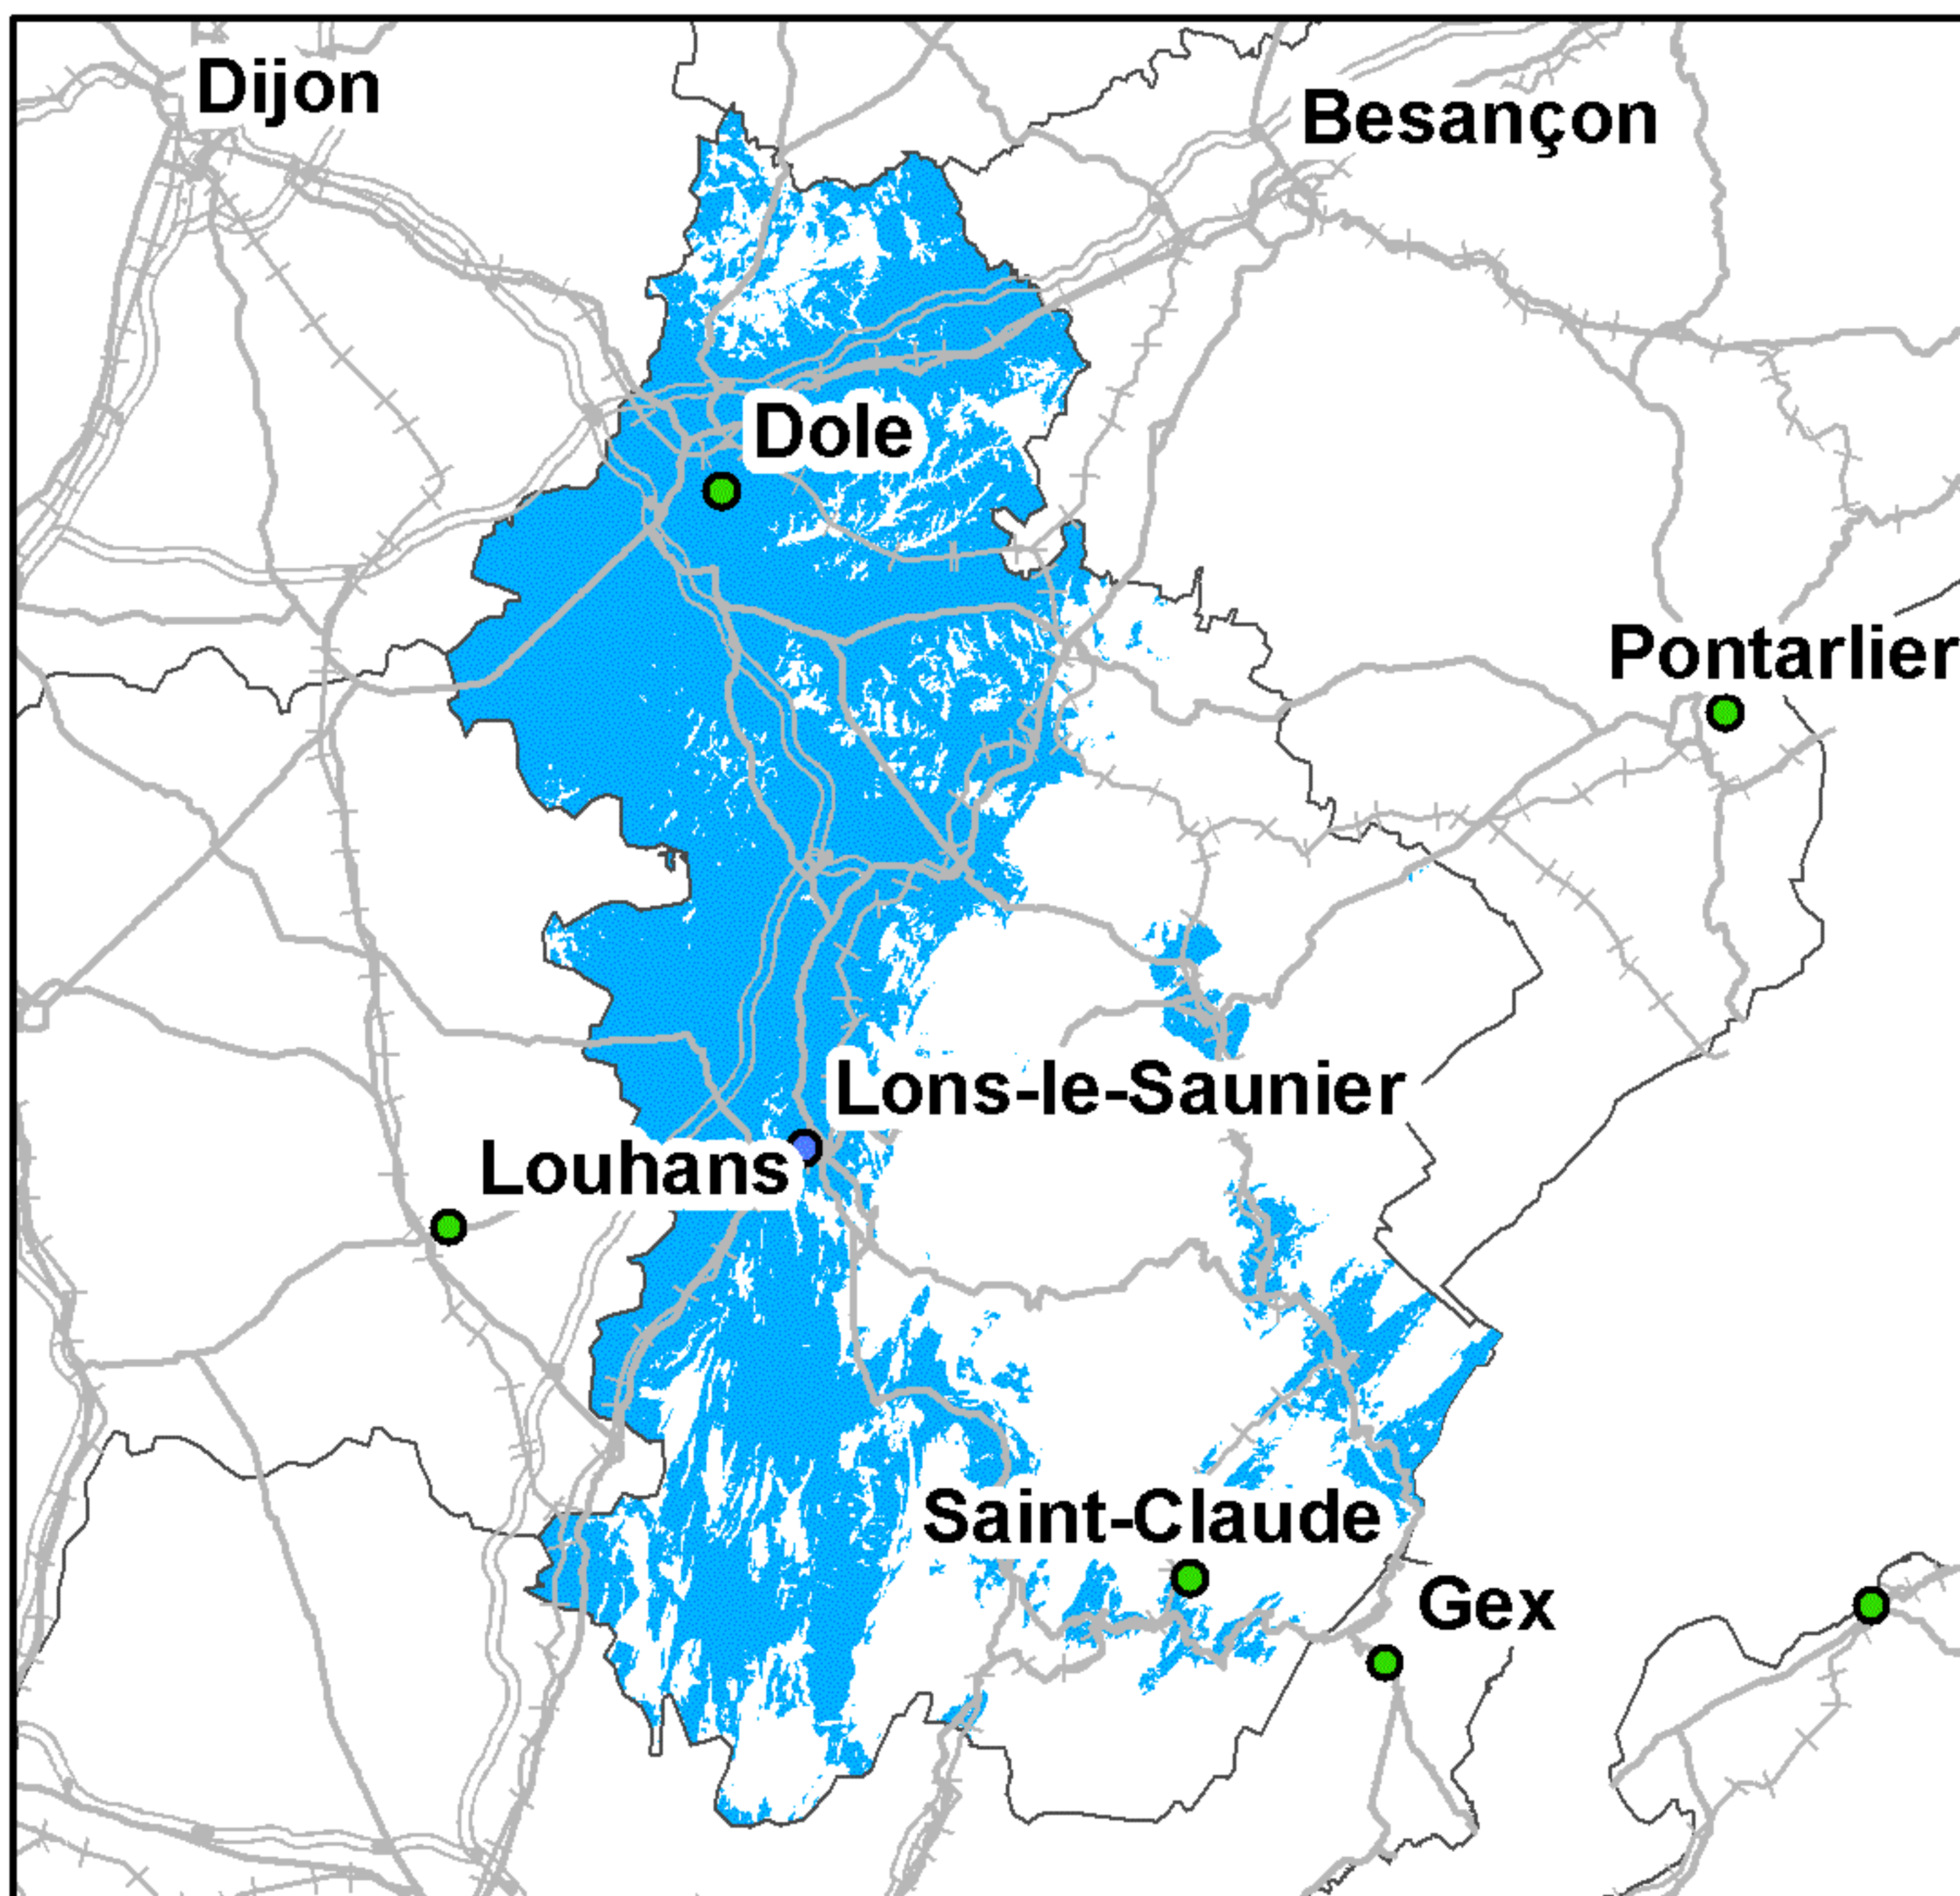 Dijon
Besançon
Dole
Pontarlier
Lons-le-Saunier
Louhans
Saint-Claude
Gex